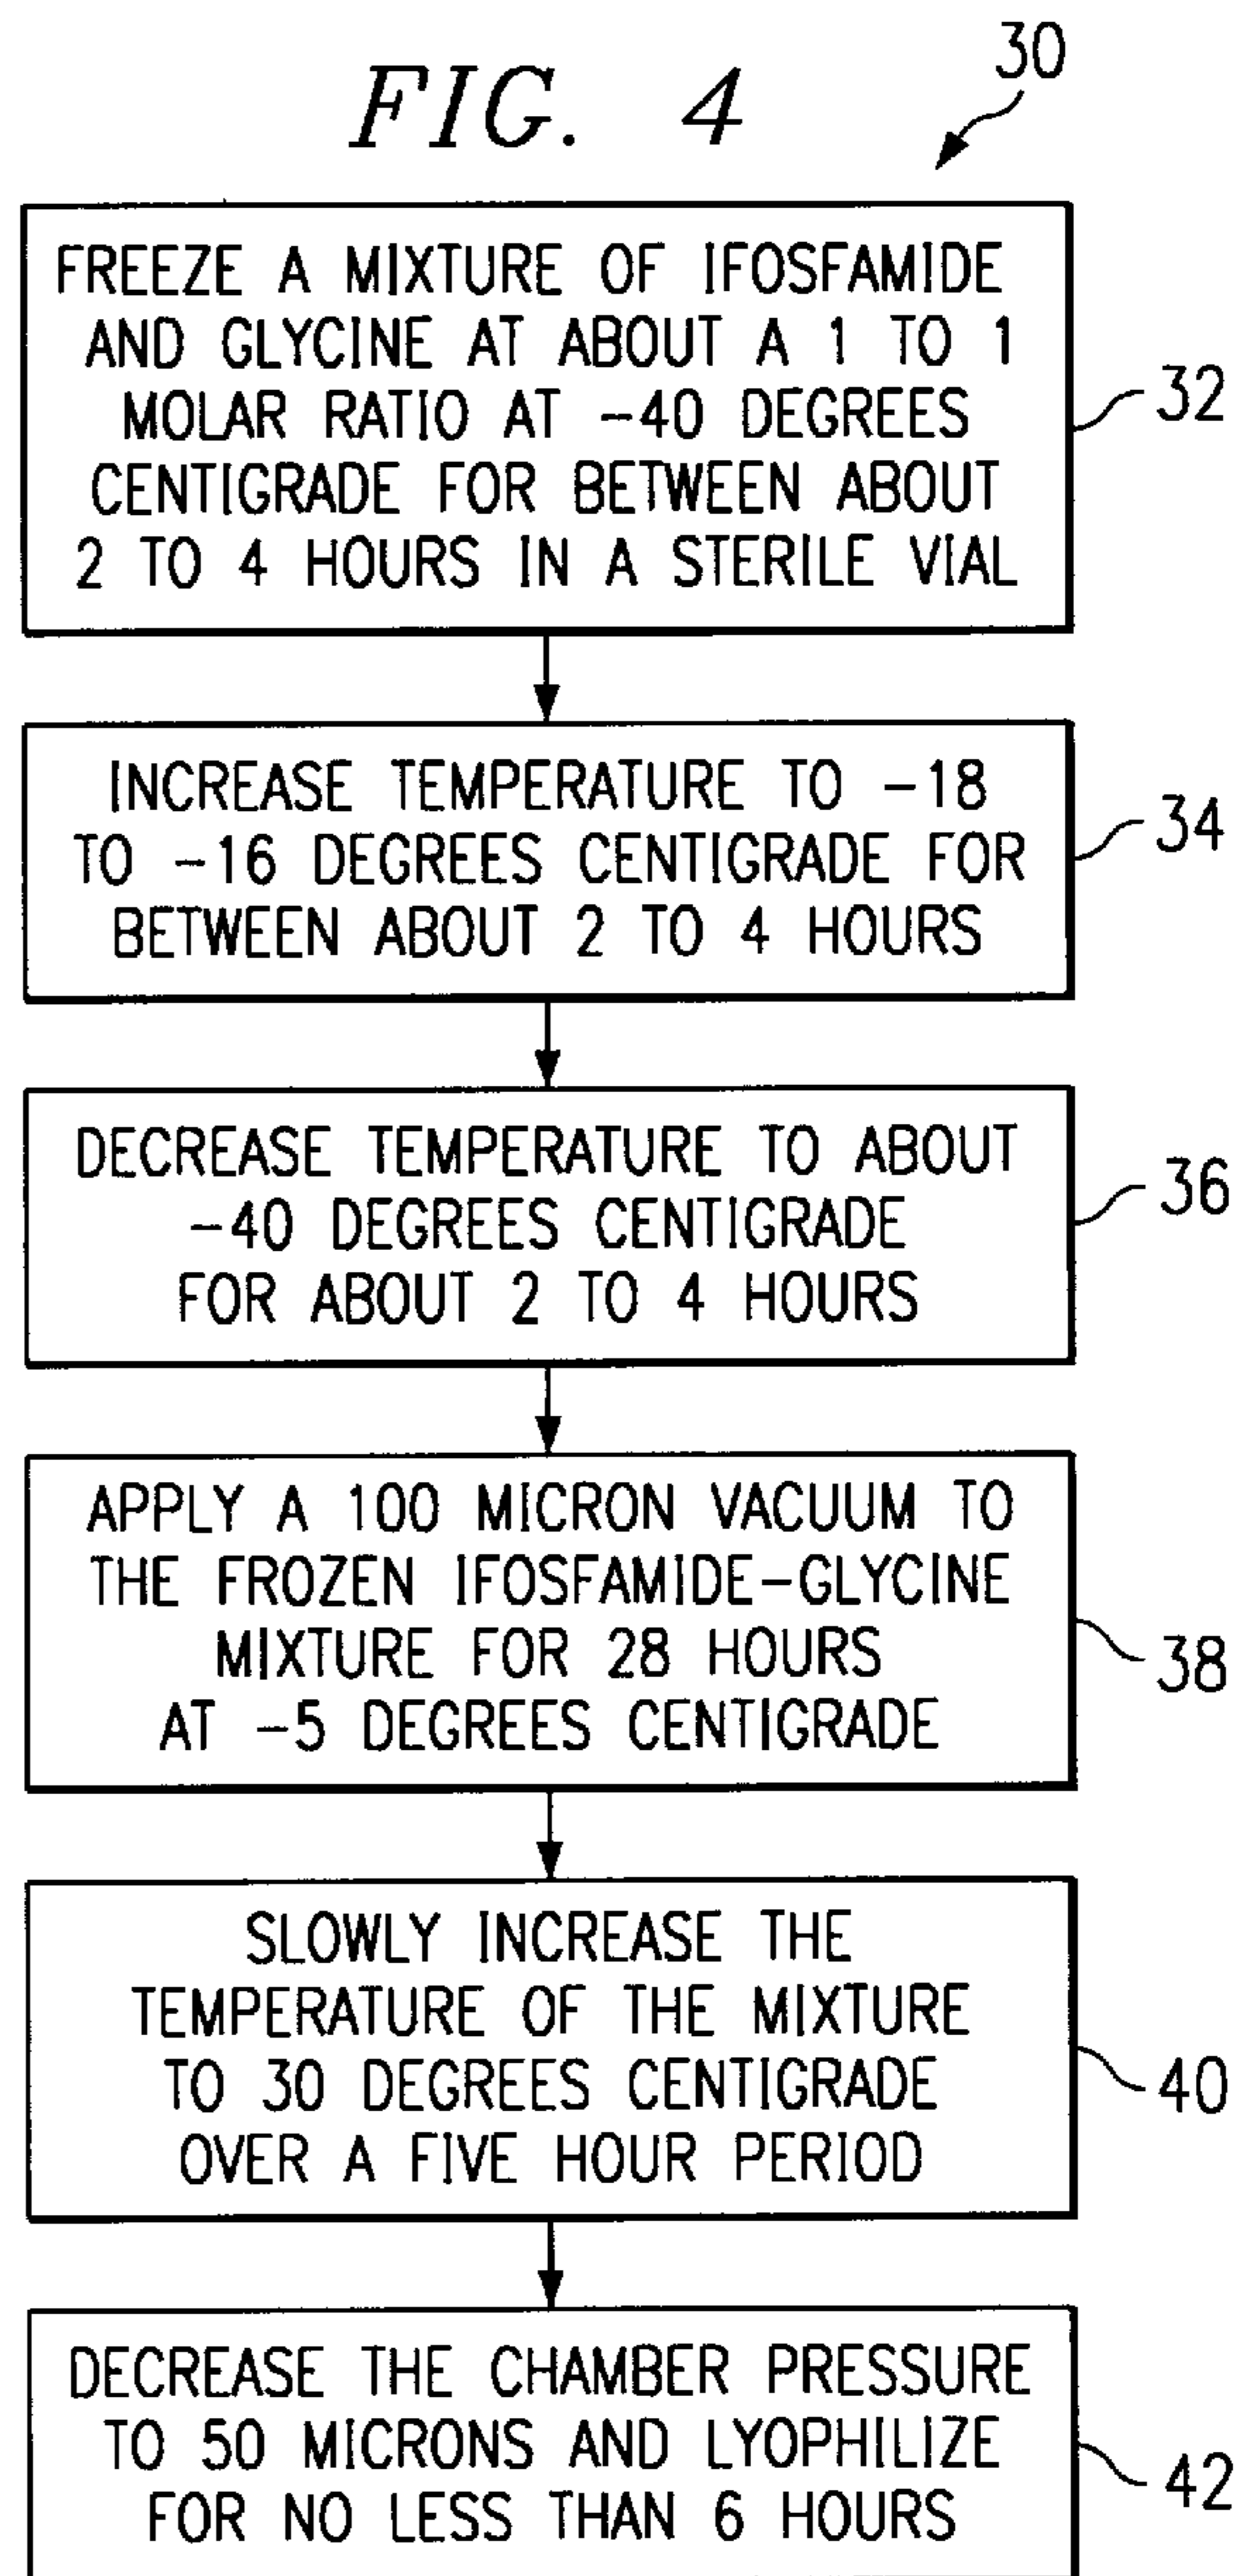 FIG. 4
30
FREEZE A MIXTURE OF IFOSFAMIDE
AND GLYCINE AT ABOUT A 1 TO 1
MOLAR RATIO AT -40 DEGREES
CENTIGRADE FOR BETWEEN ABOUT
2 TO 4 HOURS IN A STERILE VIAL
32
INCREASE TEMPERATURE TO -18
TO -16 DEGREES CENTIGRADE FOR
BETWEEN ABOUT 2 TO 4 HOURS
34
DECREASE TEMPERATURE TO ABOUT
-40 DEGREES CENTIGRADE
FOR ABOUT 2 TO 4 HOURS
36
APPLY A 100 MICRON VACUUM TO
THE FROZEN IFOSFAMIDE-GLYCINE
MIXTURE FOR 28 HOURS
AT -5 DEGREES CENTIGRADE
38
SLOWLY INCREASE THE
TEMPERATURE OF THE MIXTURE
TO 30 DEGREES CENTIGRADE
OVER A FIVE HOUR PERIOD
40
DECREASE THE CHAMBER PRESSURE
TO 50 MICRONS AND LYOPHILIZE
FOR NO LESS THAN 6 HOURS
42